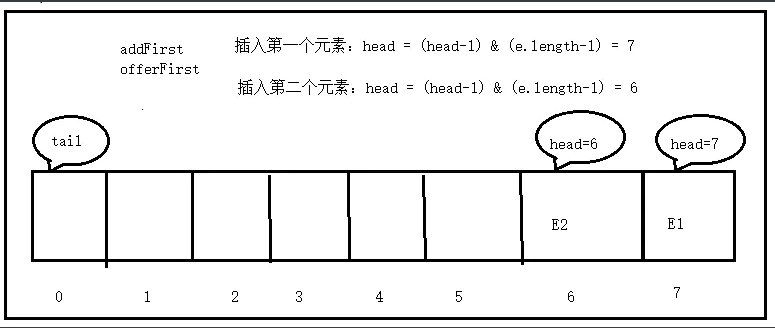 addFirst
offerFirst
插入第一个元素：head = (head-1) & (e.length-1) = 7
插入第二个元素：head = (head-1) & (e.length-1) = 6
tail
head=6
head=7
E2
E1
0
1
2
3
4
5
6
7